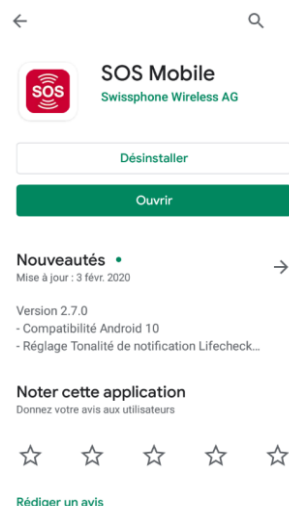 SOS
SOS Mobile
Swissphone Wireless AG
Désinstaller
Ouvrir
Nouveautés •
Mise à jour : 3 févr. 2020
Version 2.7.0
- Compatibilité Android 10
- Réglage Tonalité de notification Lifecheck...
Noter cette application
Donnez votre avis aux utilisateurs
Rédiger un avis